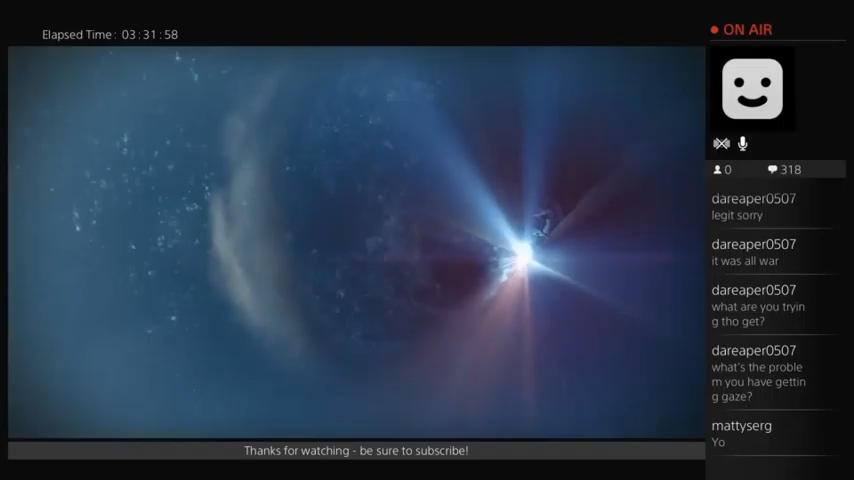 Elapsed Time: 03:31:58
ON AIR
0 318
dareaper0507
legit sorry
dareaper0507
it was all war
dareaper0507
what are you tryin
g tho get?
dareaper0507
what's the proble
m you have gettin
g gaze?
mattyserg
Yo
Thanks for watching - be sure to subscribe!